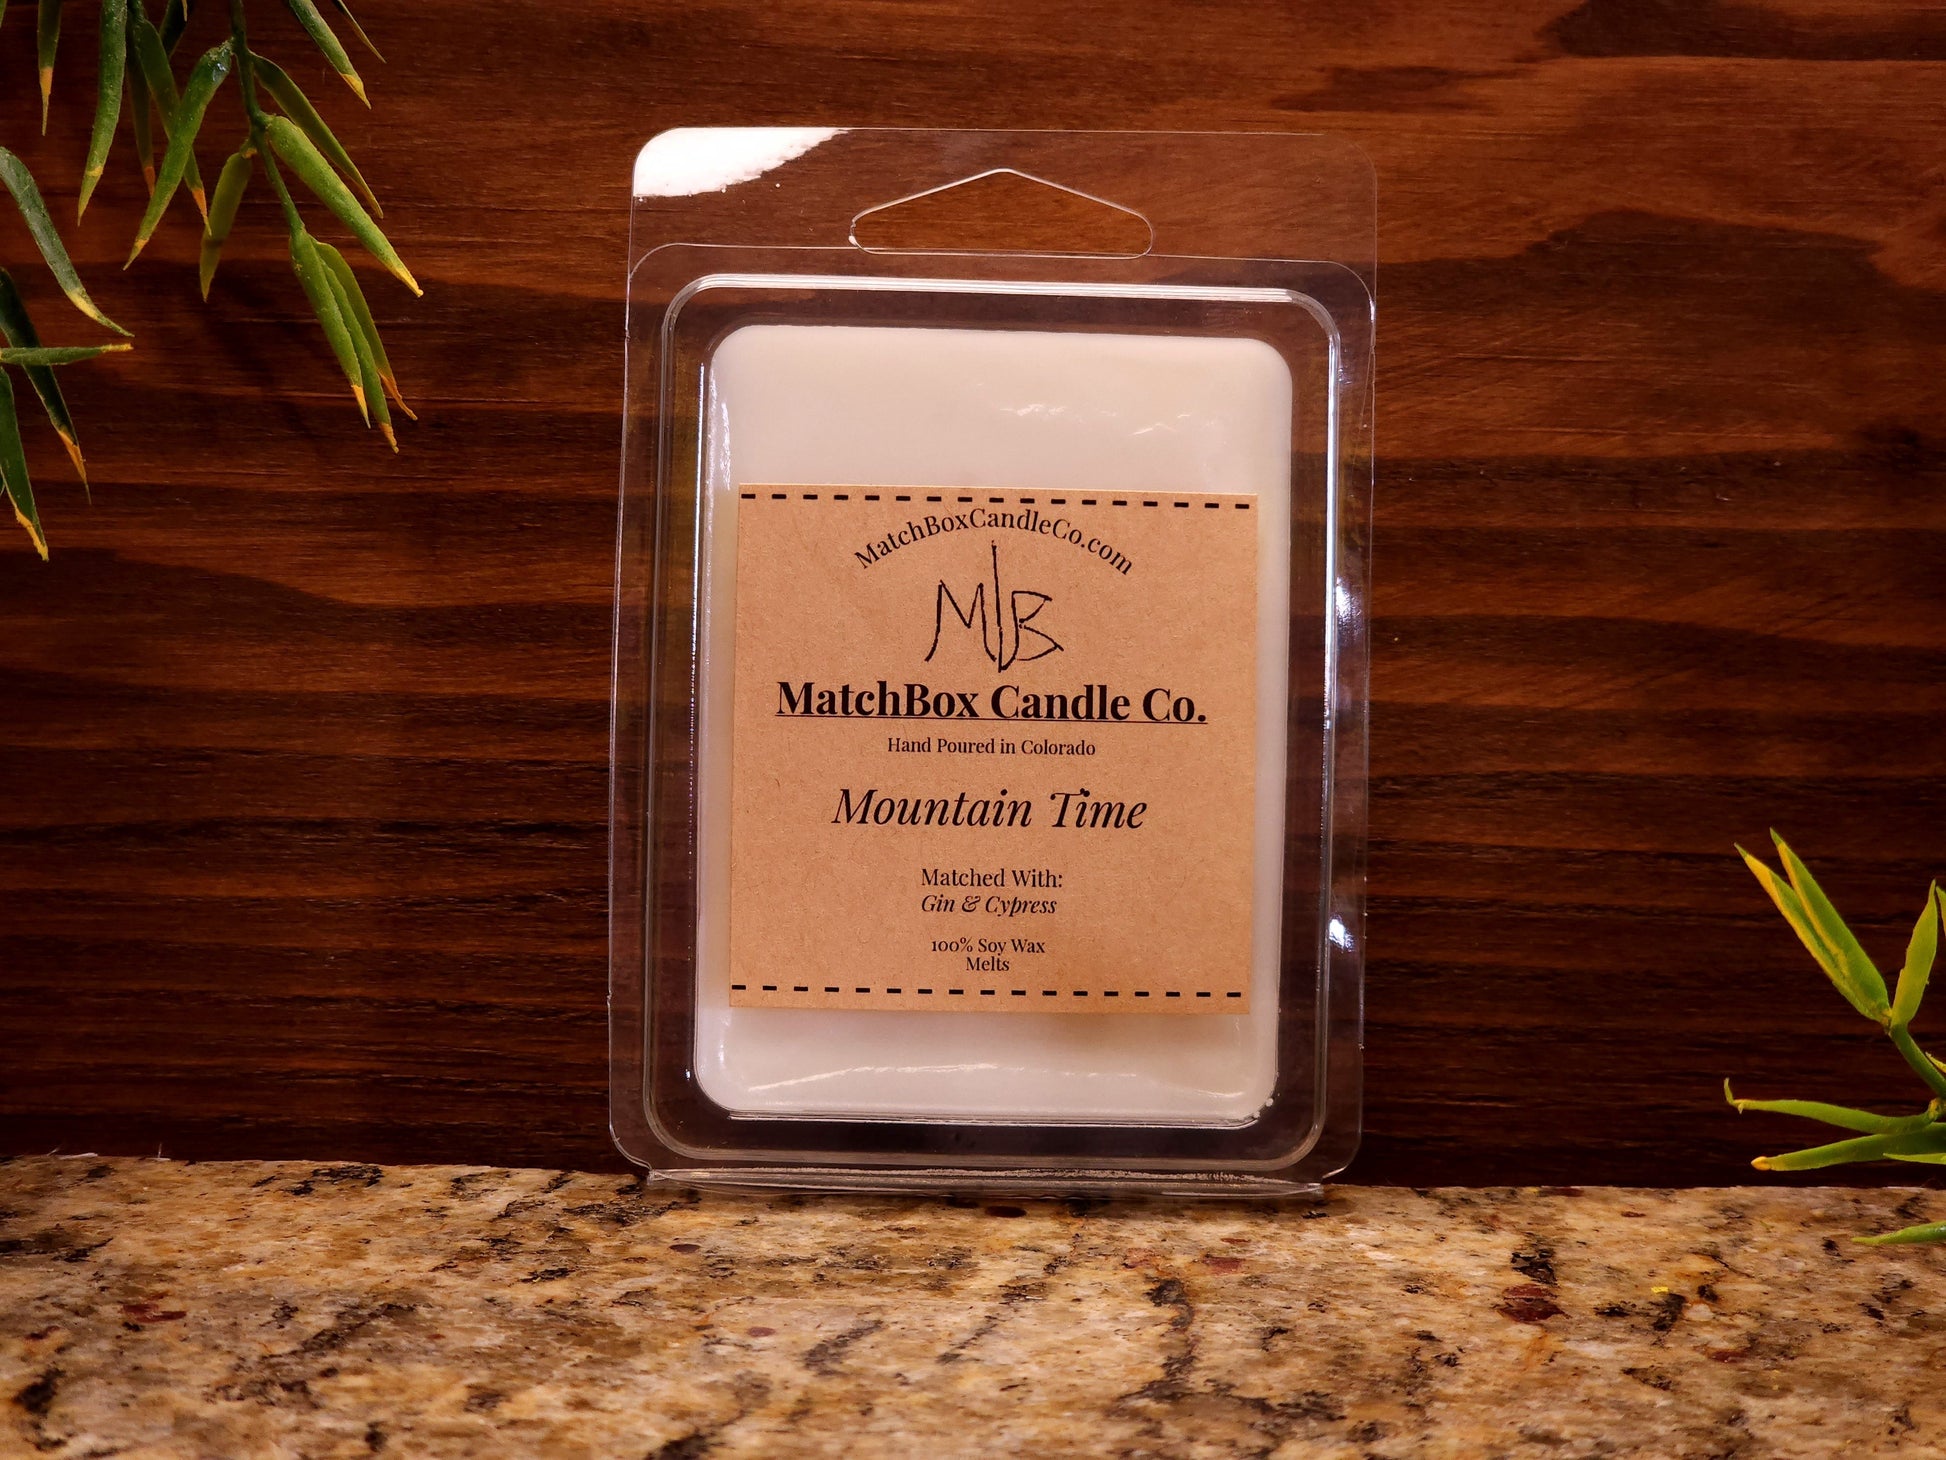 MatchBoxCandleCo.com
MB
MatchBox Candle Co.
Hand Poured in Colorado
Mountain Time
Matched With:
Gin & Cypress
100% Soy Wax
Melts